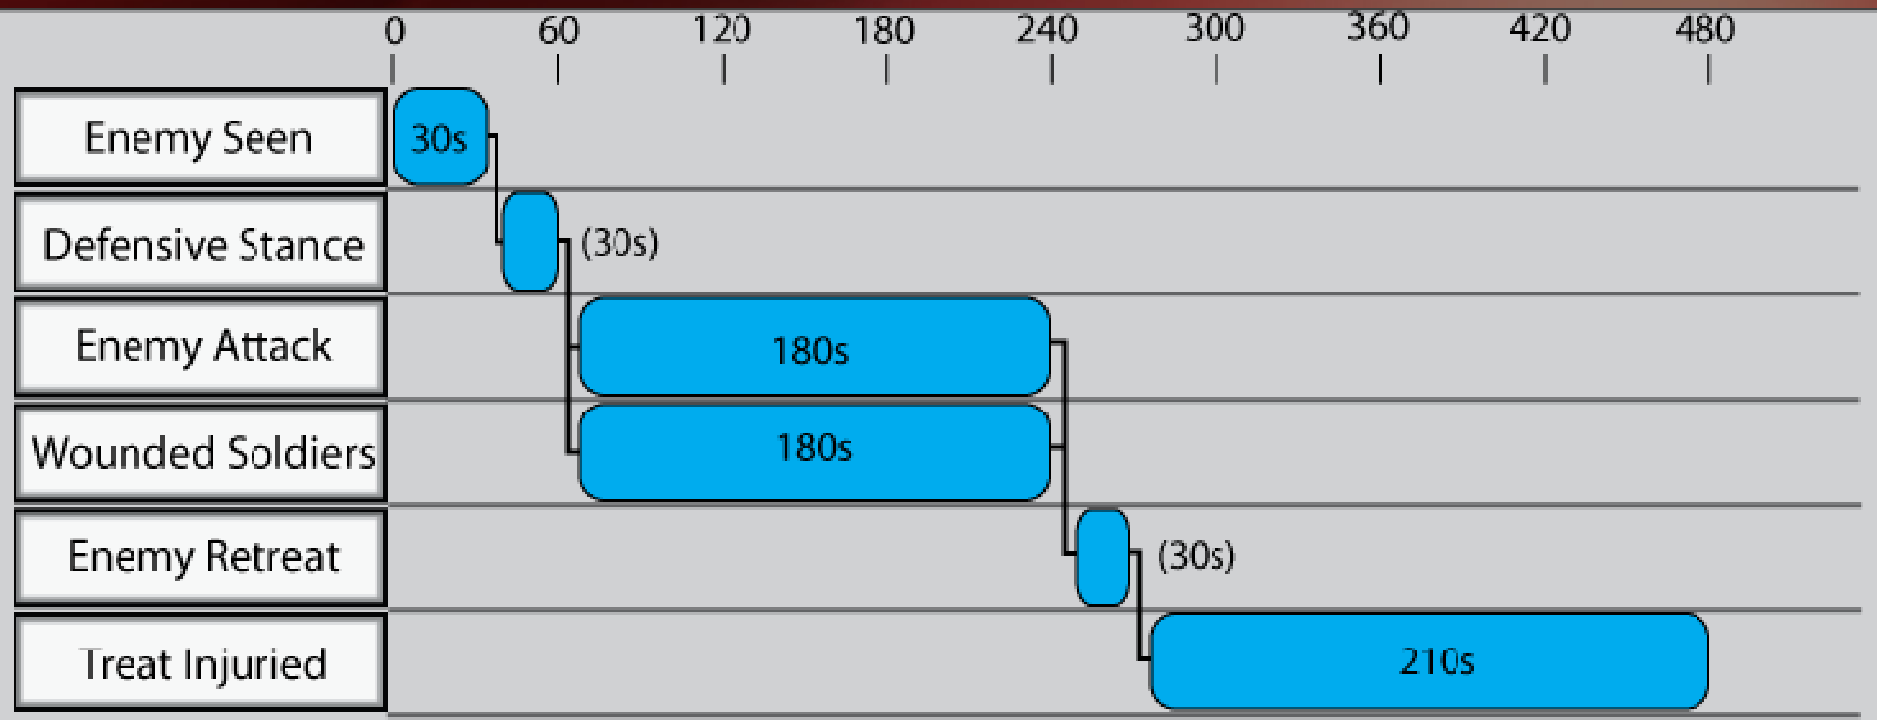 0 60 120 180 240 300 360 420 480
Enemy Seen 30s
Defensive Stance (30s)
Enemy Attack 180s
Wounded Soldiers 180s
Enemy Retreat (30s)
Treat Injuried 210s